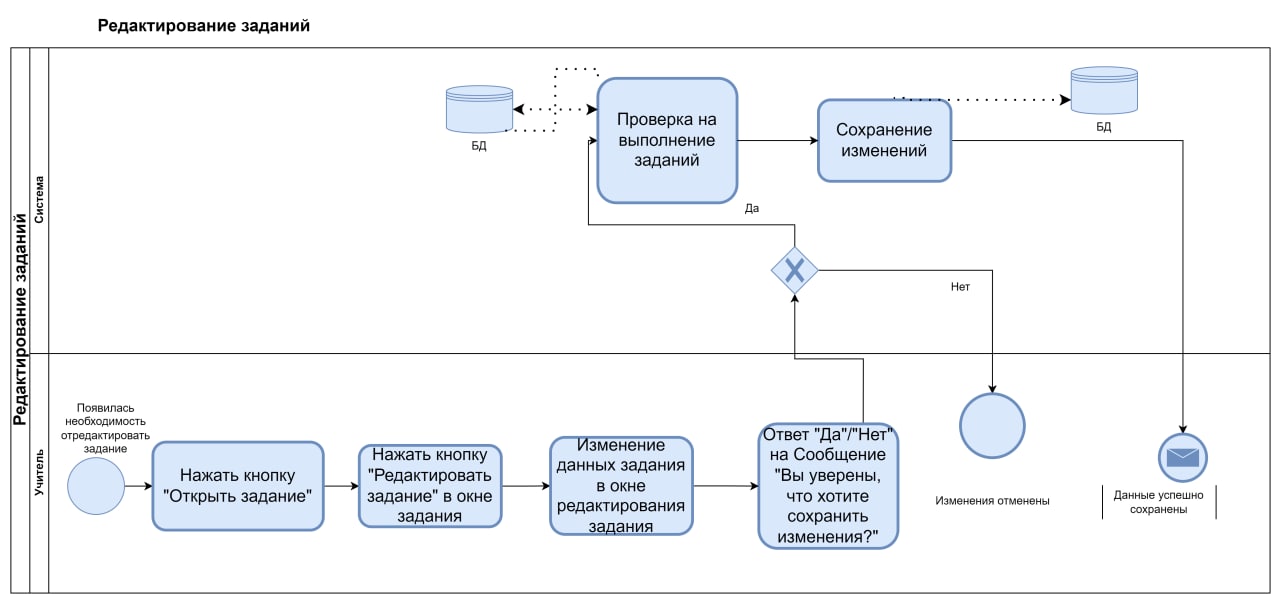 Редактирование заданий
Редактирование заданий
Система
БД
Проверка на
выполнение
заданий
Сохранение
изменений
БД
Да
Нет
Учитель
Появилась
необходимость
отредактировать
задание
Нажать кнопку
"Открыть задание"
Нажать кнопку
"Редактировать
задание" в окне
задания
Изменение
данных задания
в окне
редактирования
задания
Ответ "Да"/"Нет"
на Сообщение
"Вы уверены,
что хотите
сохранить
изменения?"
Изменения отменены
Данные успешно
сохранены